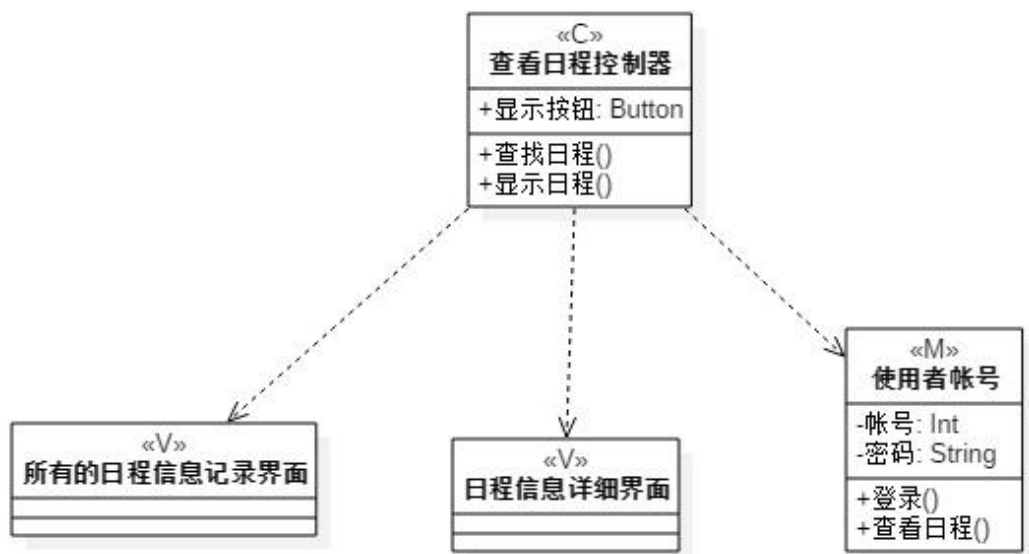 «C»
查看日程控制器
+显示按钮: Button
+查找日程()
+显示日程()
«V»
所有的日程信息记录界面
«V»
日程信息详细界面
«M»
使用者帐号
-帐号: Int
-密码: String
+登录()
+查看日程()